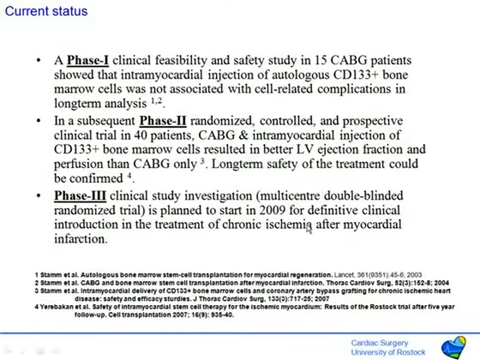 Current status
• A Phase-I clinical feasibility and safety study in 15 CABG patients
showed that intramyocardial injection of autologous CD133+ bone
marrow cells was not associated with cell-related complications in
longterm analysis 1,2.
• In a subsequent Phase-II randomized, controlled, and prospective
clinical trial in 40 patients, CABG & intramyocardial injection of
CD133+ bone marrow cells resulted in better LV ejection fraction and
perfusion than CABG only 3. Longterm safety of the treatment could
be confirmed 4.
• Phase-III clinical study investigation (multicentre double-blinded
randomized trial) is planned to start in 2009 for definitive clinical
introduction in the treatment of chronic ischemia after myocardial
infarction.
1 Stamm et al. Autologous bone marrow stem-cell transplantation for myocardial regeneration. Lancet, 361(9351):45-6; 2003
2 Stamm et al. CABG and bone marrow stem cell transplantation after myocardial infarction. Thorac Cardiov Surg, 52(3):152-8; 2004
3 Stamm et al. Intramyocardial delivery of CD133+ bone marrow cells and coronary artery bypass grafting for chronic ischemic heart
disease: safety and efficacy sturdies. J Thorac Cardiov Surg, 133(3):717-25; 2007
4 Yerebakan et al. Safety of intramyocardial stem cell therapy for the ischemic myocardium: Results of the Rostock trial after five year
follow-up. Cell transplantation 2007; 16(9): 935-40.
Cardiac Surgery
University of Rostock